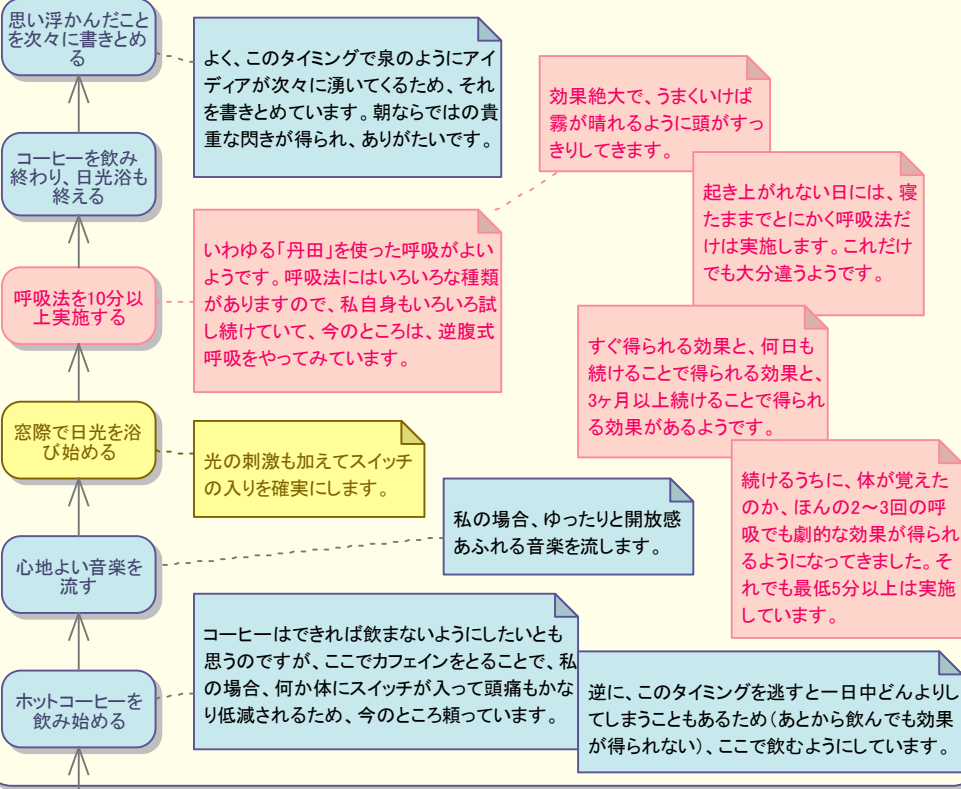 思い浮かんだこと
を次々に書きとめ
る
よく、このタイミングで泉のようにアイ
ディアが次々に湧いてくるため、それ
を書きとめています。朝ならではの貴
重な閃きが得られ、ありがたいです。
効果絶大で、うまくいけば
霧が晴れるように頭がすっ
きりしてきます。
コーヒーを飲み
終わり、日光浴も
終える
起き上がれない日には、寝
たままでとにかく呼吸法だ
けは実施します。これだけ
でも大分違うようです。
呼吸法を10分以
上実施する
いわゆる「丹田」を使った呼吸がよい
ようです。呼吸法にはいろいろな種類
がありますので、私自身もいろいろ試
し続けていて、今のところは、逆腹式
呼吸をやってみています。
すぐ得られる効果と、何日も
続けることで得られる効果と、
3ヶ月以上続けることで得られ
る効果があるようです。
窓際で日光を浴
び始める
光の刺激も加えてスイッチ
の入りを確実にします。
続けるうちに、体が覚えた
のか、ほんの2～3回の呼
吸でも劇的な効果が得られ
るようになってきました。そ
れでも最低5分以上は実施
しています。
心地よい音楽を
流す
私の場合、ゆったりと開放感
あふれる音楽を流します。
ホットコーヒーを
飲み始める
コーヒーはできれば飲まないようにしたいとも
思うのですが、ここでカフェインをとることで、私
の場合、何か体にスイッチが入って頭痛もかな
り低減されるため、今のところ頼っています。
逆に、このタイミングを逃すと一日中どんよりし
てしまうこともあるため(あとから飲んでも効果
が得られない)、ここで飲むようにしています。